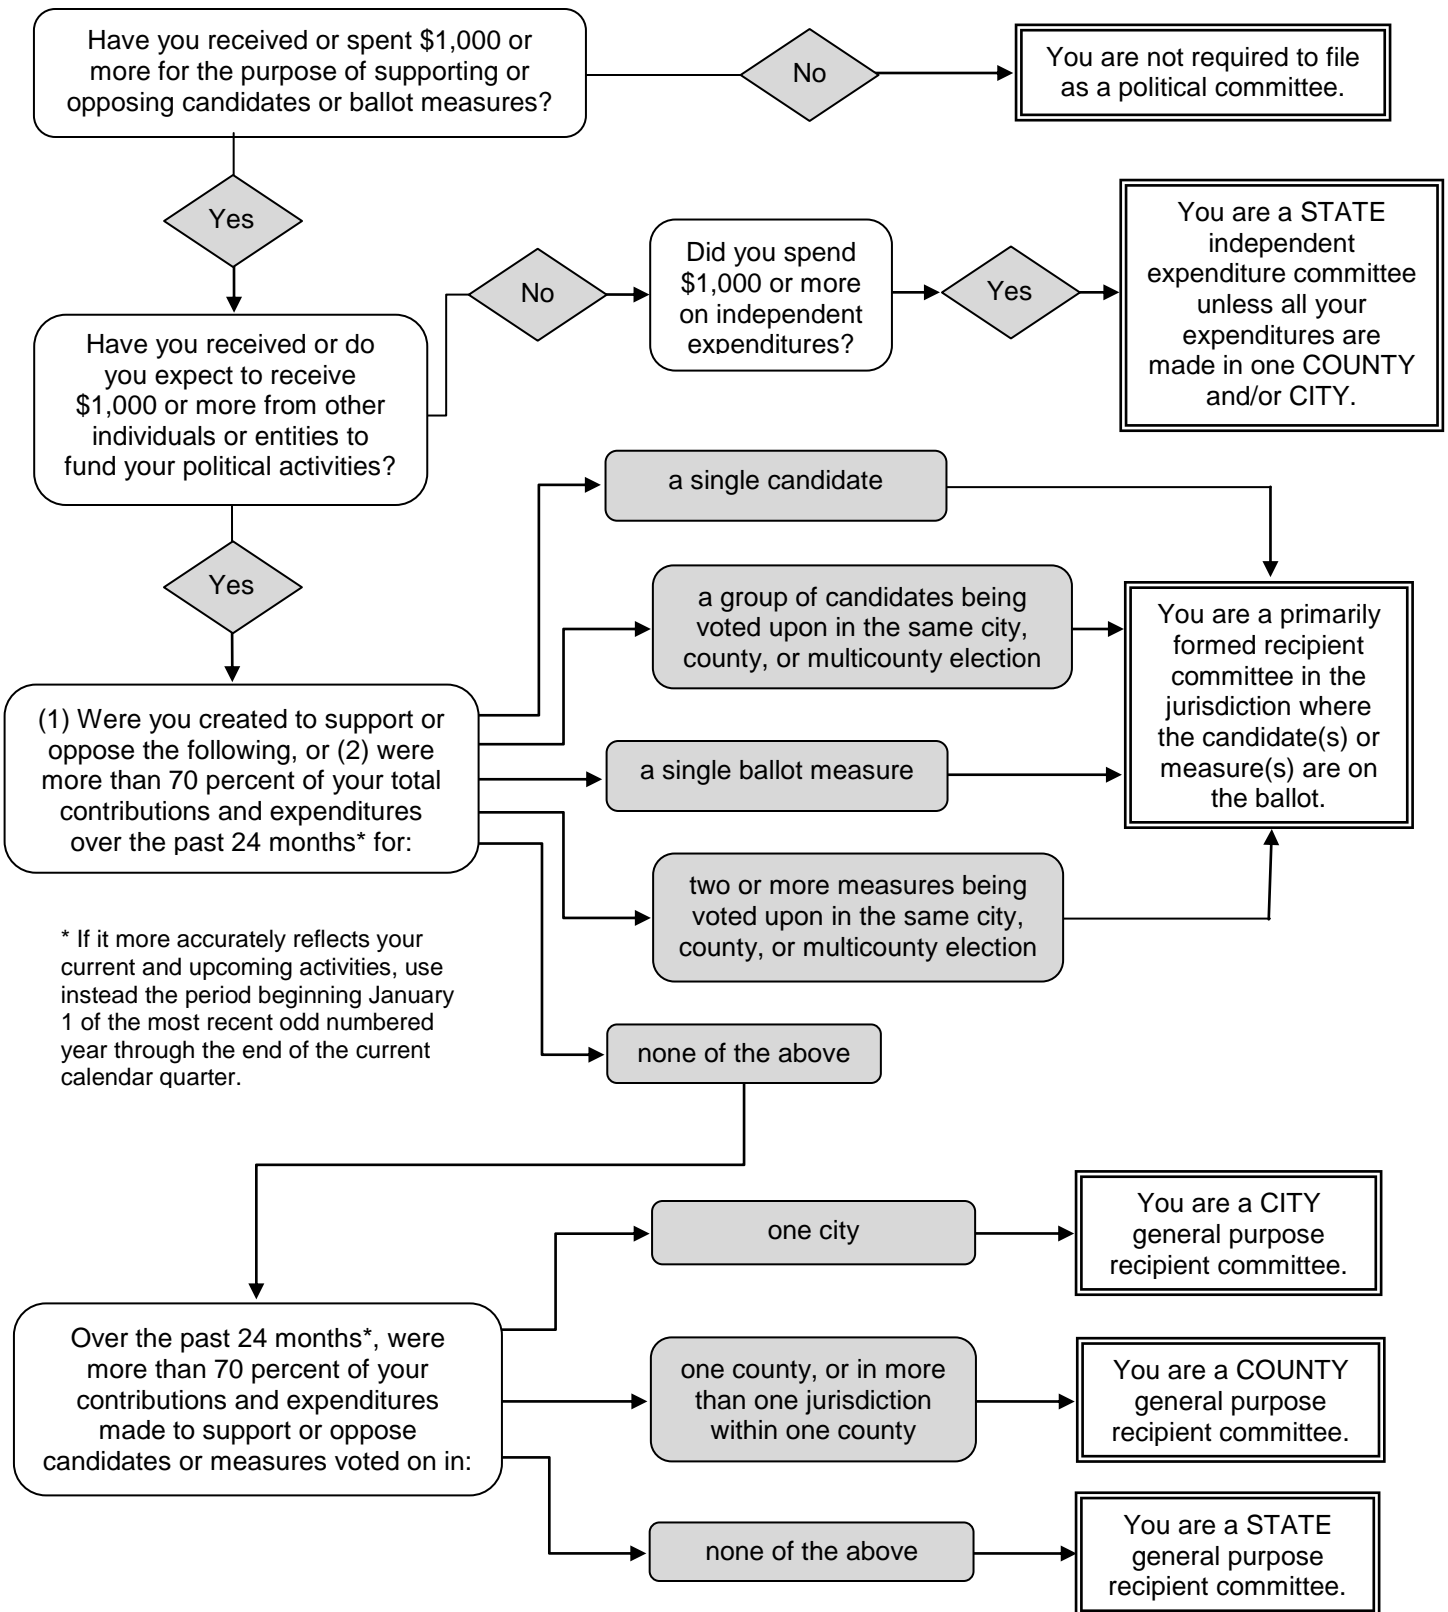 Have you received or spent $1,000 or
more for the purpose of supporting or
opposing candidates or ballot measures?
No
You are not required to file
as a political committee.
Yes
Have you received or do
you expect to receive
$1,000 or more from other
individuals or entities to
fund your political activities?
No
Did you spend
$1,000 or more
on independent
expenditures?
Yes
You are a STATE
independent
expenditure committee
unless all your
expenditures are
made in one COUNTY
and/or CITY.
Yes
(1) Were you created to support or
oppose the following, or (2) were
more than 70 percent of your total
contributions and expenditures
over the past 24 months* for:
a single candidate
a group of candidates being
voted upon in the same city,
county, or multicounty election
a single ballot measure
two or more measures being
voted upon in the same city,
county, or multicounty election
none of the above
You are a primarily
formed recipient
committee in the
jurisdiction where
the candidate(s) or
measure(s) are on
the ballot.
* If it more accurately reflects your
current and upcoming activities, use
instead the period beginning January
1 of the most recent odd numbered
year through the end of the current
calendar quarter.
Over the past 24 months*, were
more than 70 percent of your
contributions and expenditures
made to support or oppose
candidates or measures voted on in:
one city
You are a CITY
general purpose
recipient committee.
one county, or in more
than one jurisdiction
within one county
You are a COUNTY
general purpose
recipient committee.
none of the above
You are a STATE
general purpose
recipient committee.